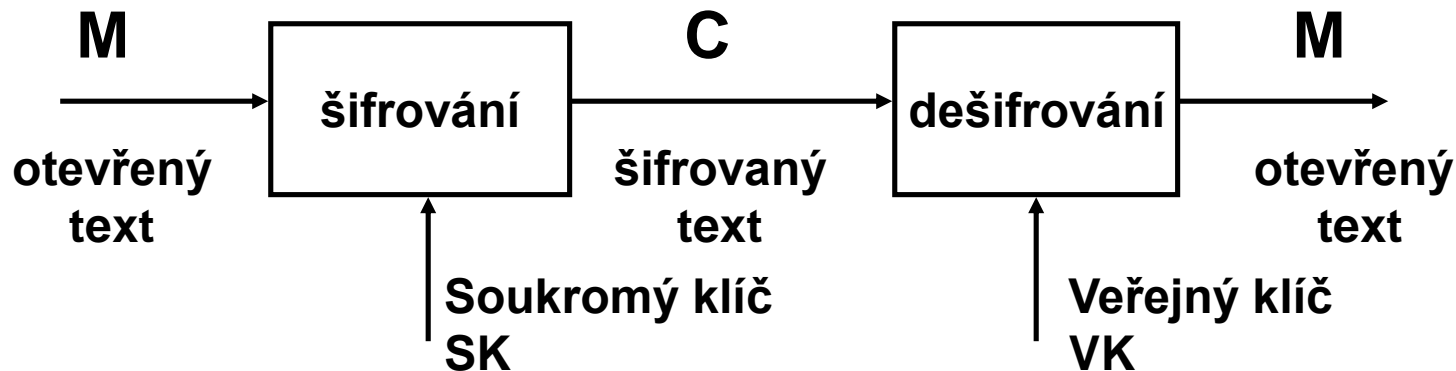 M
C
M
šifrování
dešifrování
otevřený
text
šifrovaný
text
otevřený
text
Soukromý klíč
SK
Veřejný klíč
VK